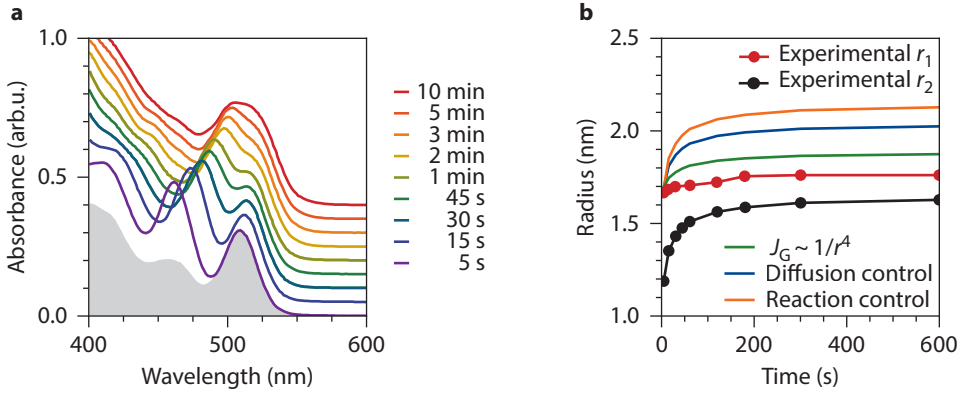 a
1.0
0.5
0.0
Absorbance (arb.u.)
400
500
600
Wavelength (nm)
10 min
5 min
3 min
2 min
1 min
45 s
30 s
15 s
5 s
b
2.5
2.0
1.5
1.0
Radius (nm)
Experimental r₁
Experimental r₂
J_G ~ 1/r⁴
Diffusion control
Reaction control
0
200
400
600
Time (s)